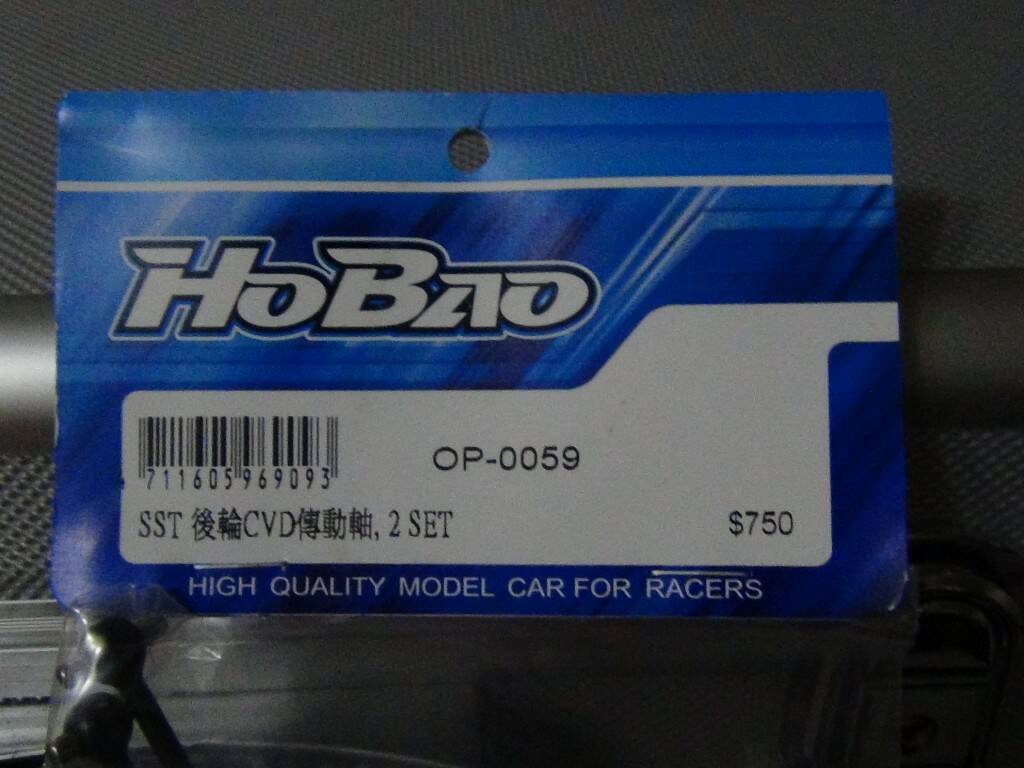 HoBao
OP-0059
4711605969093
SST 後輪CVD傳動軸, 2 SET
$750
HIGH QUALITY MODEL CAR FOR RACERS